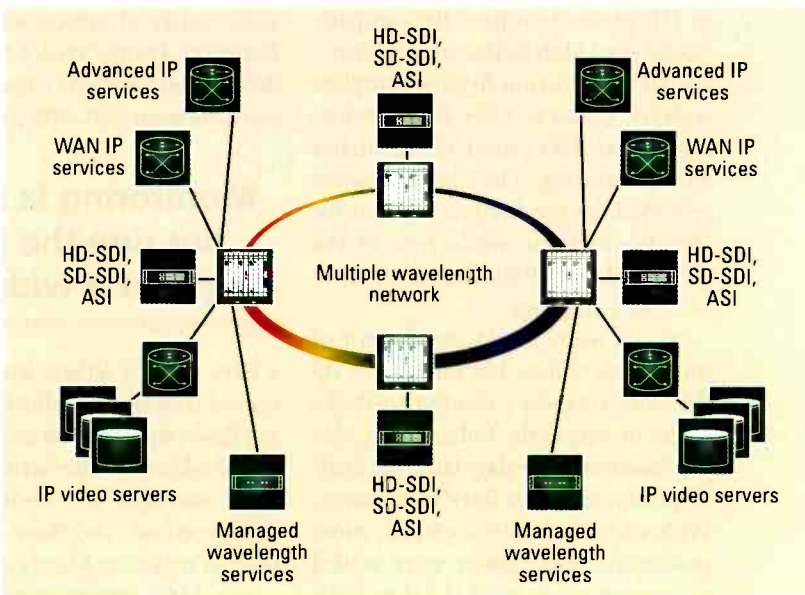 HD-SDI,
SD-SDI,
ASI
Advanced IP
services
Advanced IP
services
WAN IP
services
WAN IP
services
HD-SDI,
SD-SDI,
ASI
Multiple wavelength
network
HD-SDI,
SD-SDI,
ASI
IP video servers
HD-SDI,
SD-SDI,
ASI
IP video servers
Managed
wavelength
services
Managed
wavelength
services